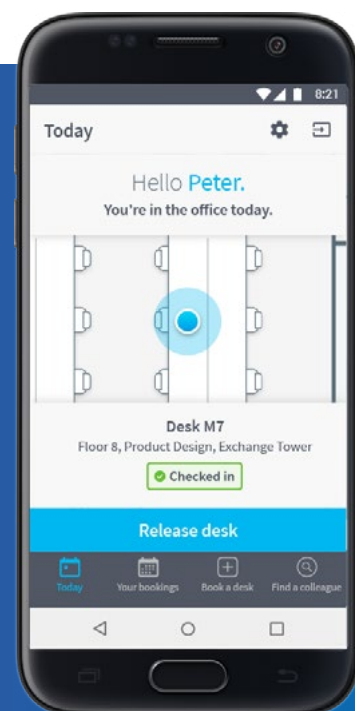 8:21
Today
Hello Peter.
You're in the office today.
Desk M7
Floor 8, Product Design, Exchange Tower
Checked in
Release desk
Today
Your bookings
Book a desk
Find a colleague